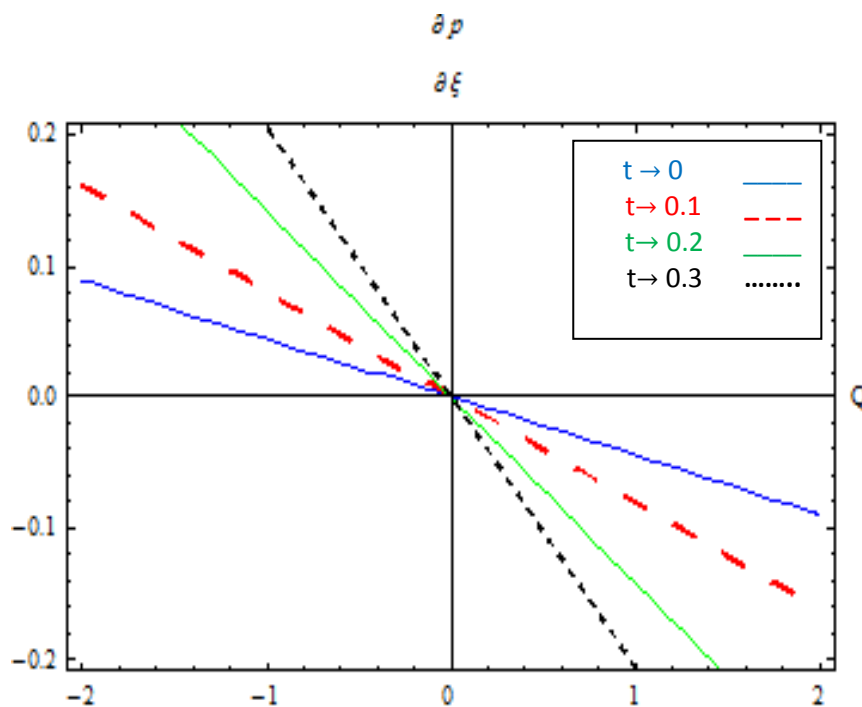 ∂ p
∂ ξ
0.2
t → 0
t→ 0.1
t→ 0.2
t→ 0.3
0.1
0.0
Q
−0.1
−0.2
−2
−1
0
1
2